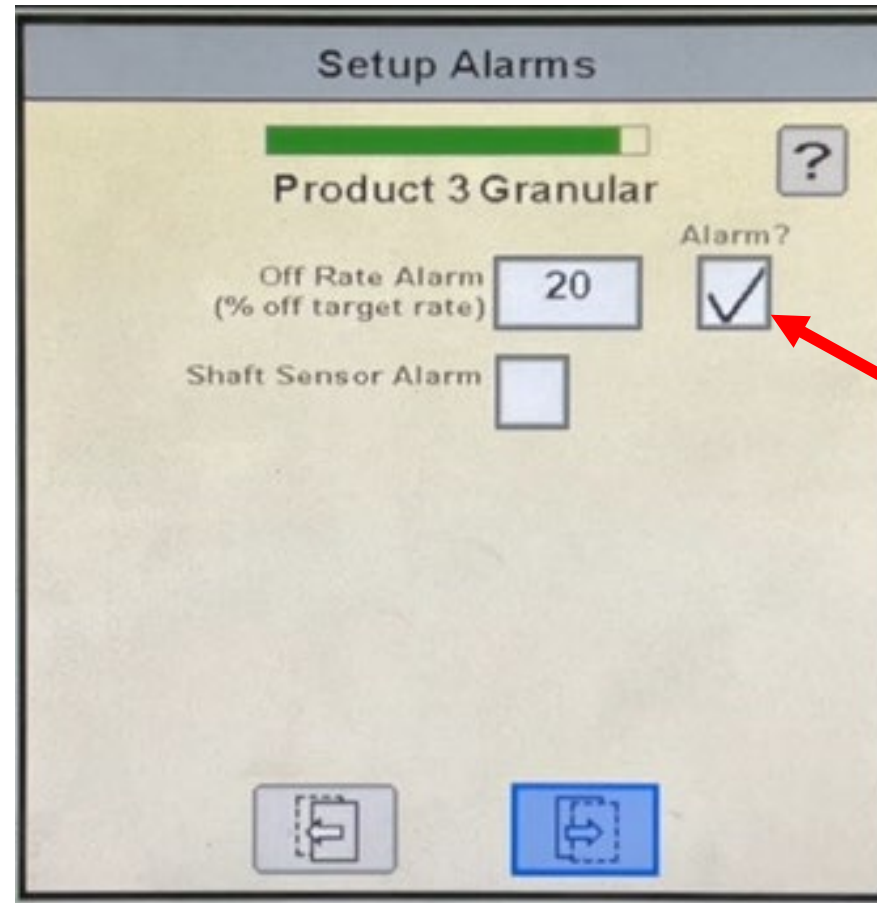 Setup Alarms
?
Product 3 Granular
Alarm?
Off Rate Alarm
(% off target rate)
20
Shaft Sensor Alarm